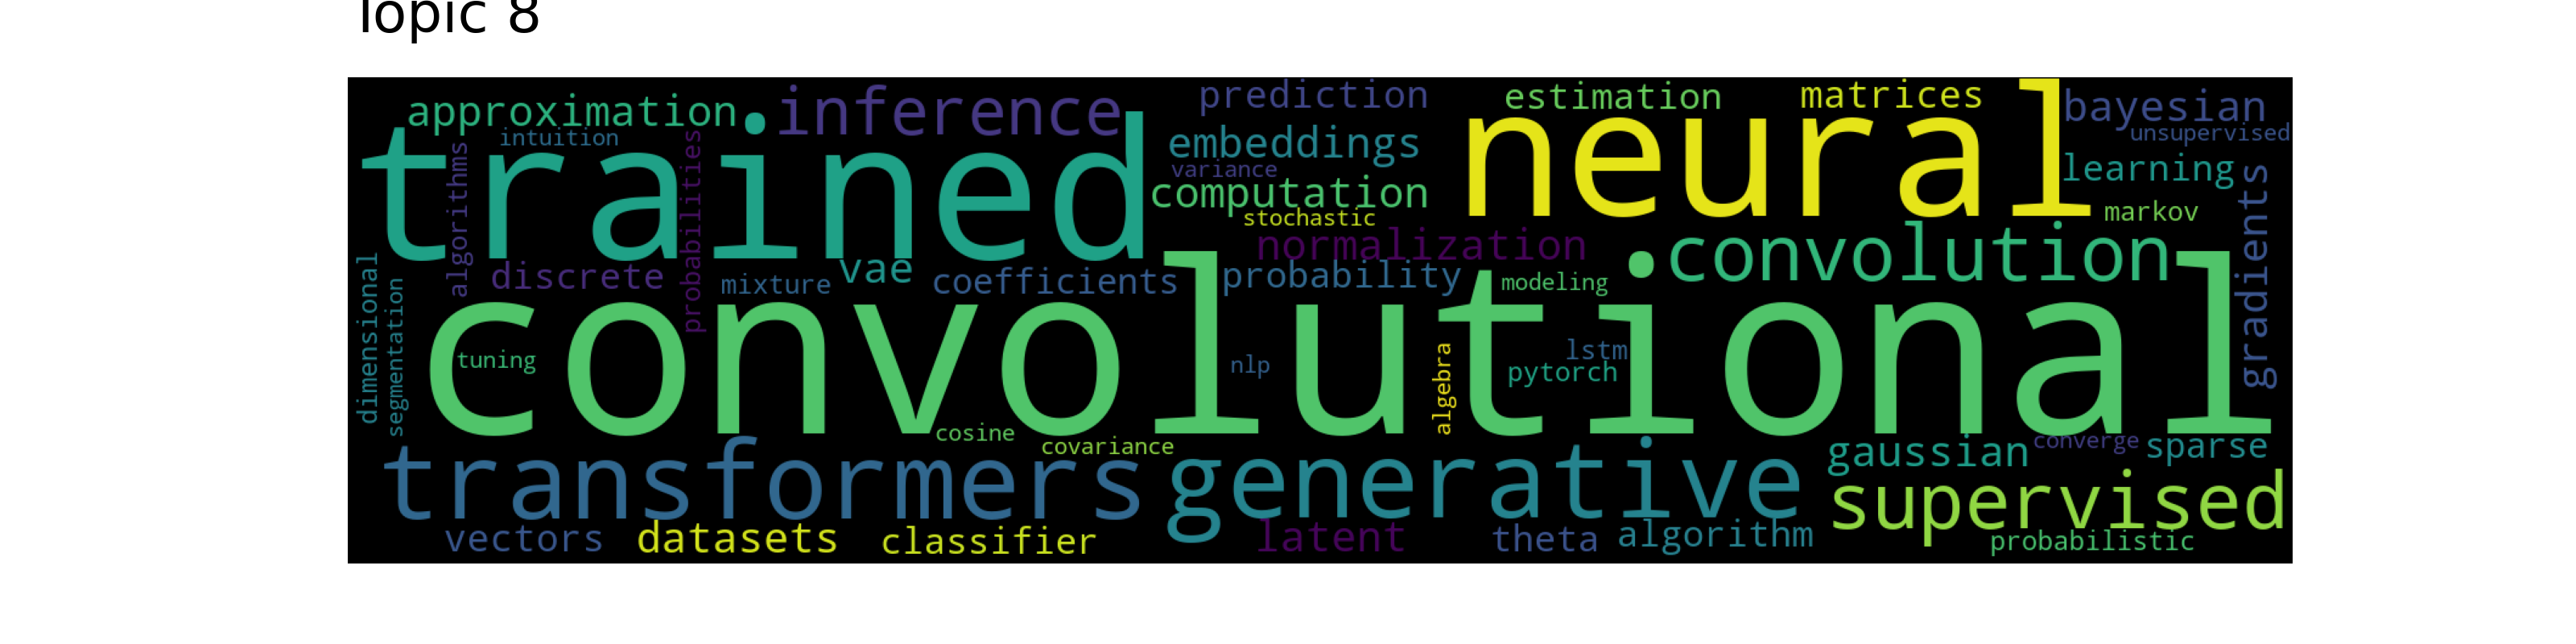 Topic 8
approximation
inference
prediction
estimation
matrices
bayesian
intuition
unsupervised
trained
embeddings
neural
variance
learning
computation
stochastic
markov
algorithms
probabilities
normalization
convolution
gradients
discrete
mixture
vae
coefficients
probability
modeling
dimensional
segmentation
convolutional
tuning
nlp
algebra
lstm
pytorch
cosine
covariance
transformers
generative
gaussian
converge
sparse
supervised
vectors
datasets
classifier
latent
theta
algorithm
probabilistic